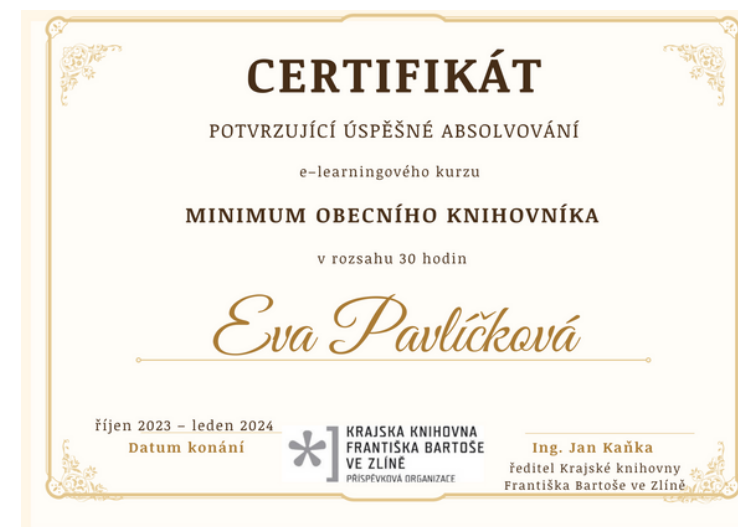 CERTIFIKÁT
POTVRZUJÍCÍ ÚSPĚŠNÉ ABSOLVOVÁNÍ
e-learningového kurzu
MINIMUM OBECNÍHO KNIHOVNÍKA
v rozsahu 30 hodin
Eva Pavlíčková
říjen 2023 – leden 2024
Datum konání
KRAJSKÁ KNIHOVNA
FRANTIŠKA BARTOŠE
VE ZLÍNĚ
PŘÍSPĚVKOVÁ ORGANIZACE
Ing. Jan Kaňka
ředitel Krajské knihovny
Františka Bartoše ve Zlíně